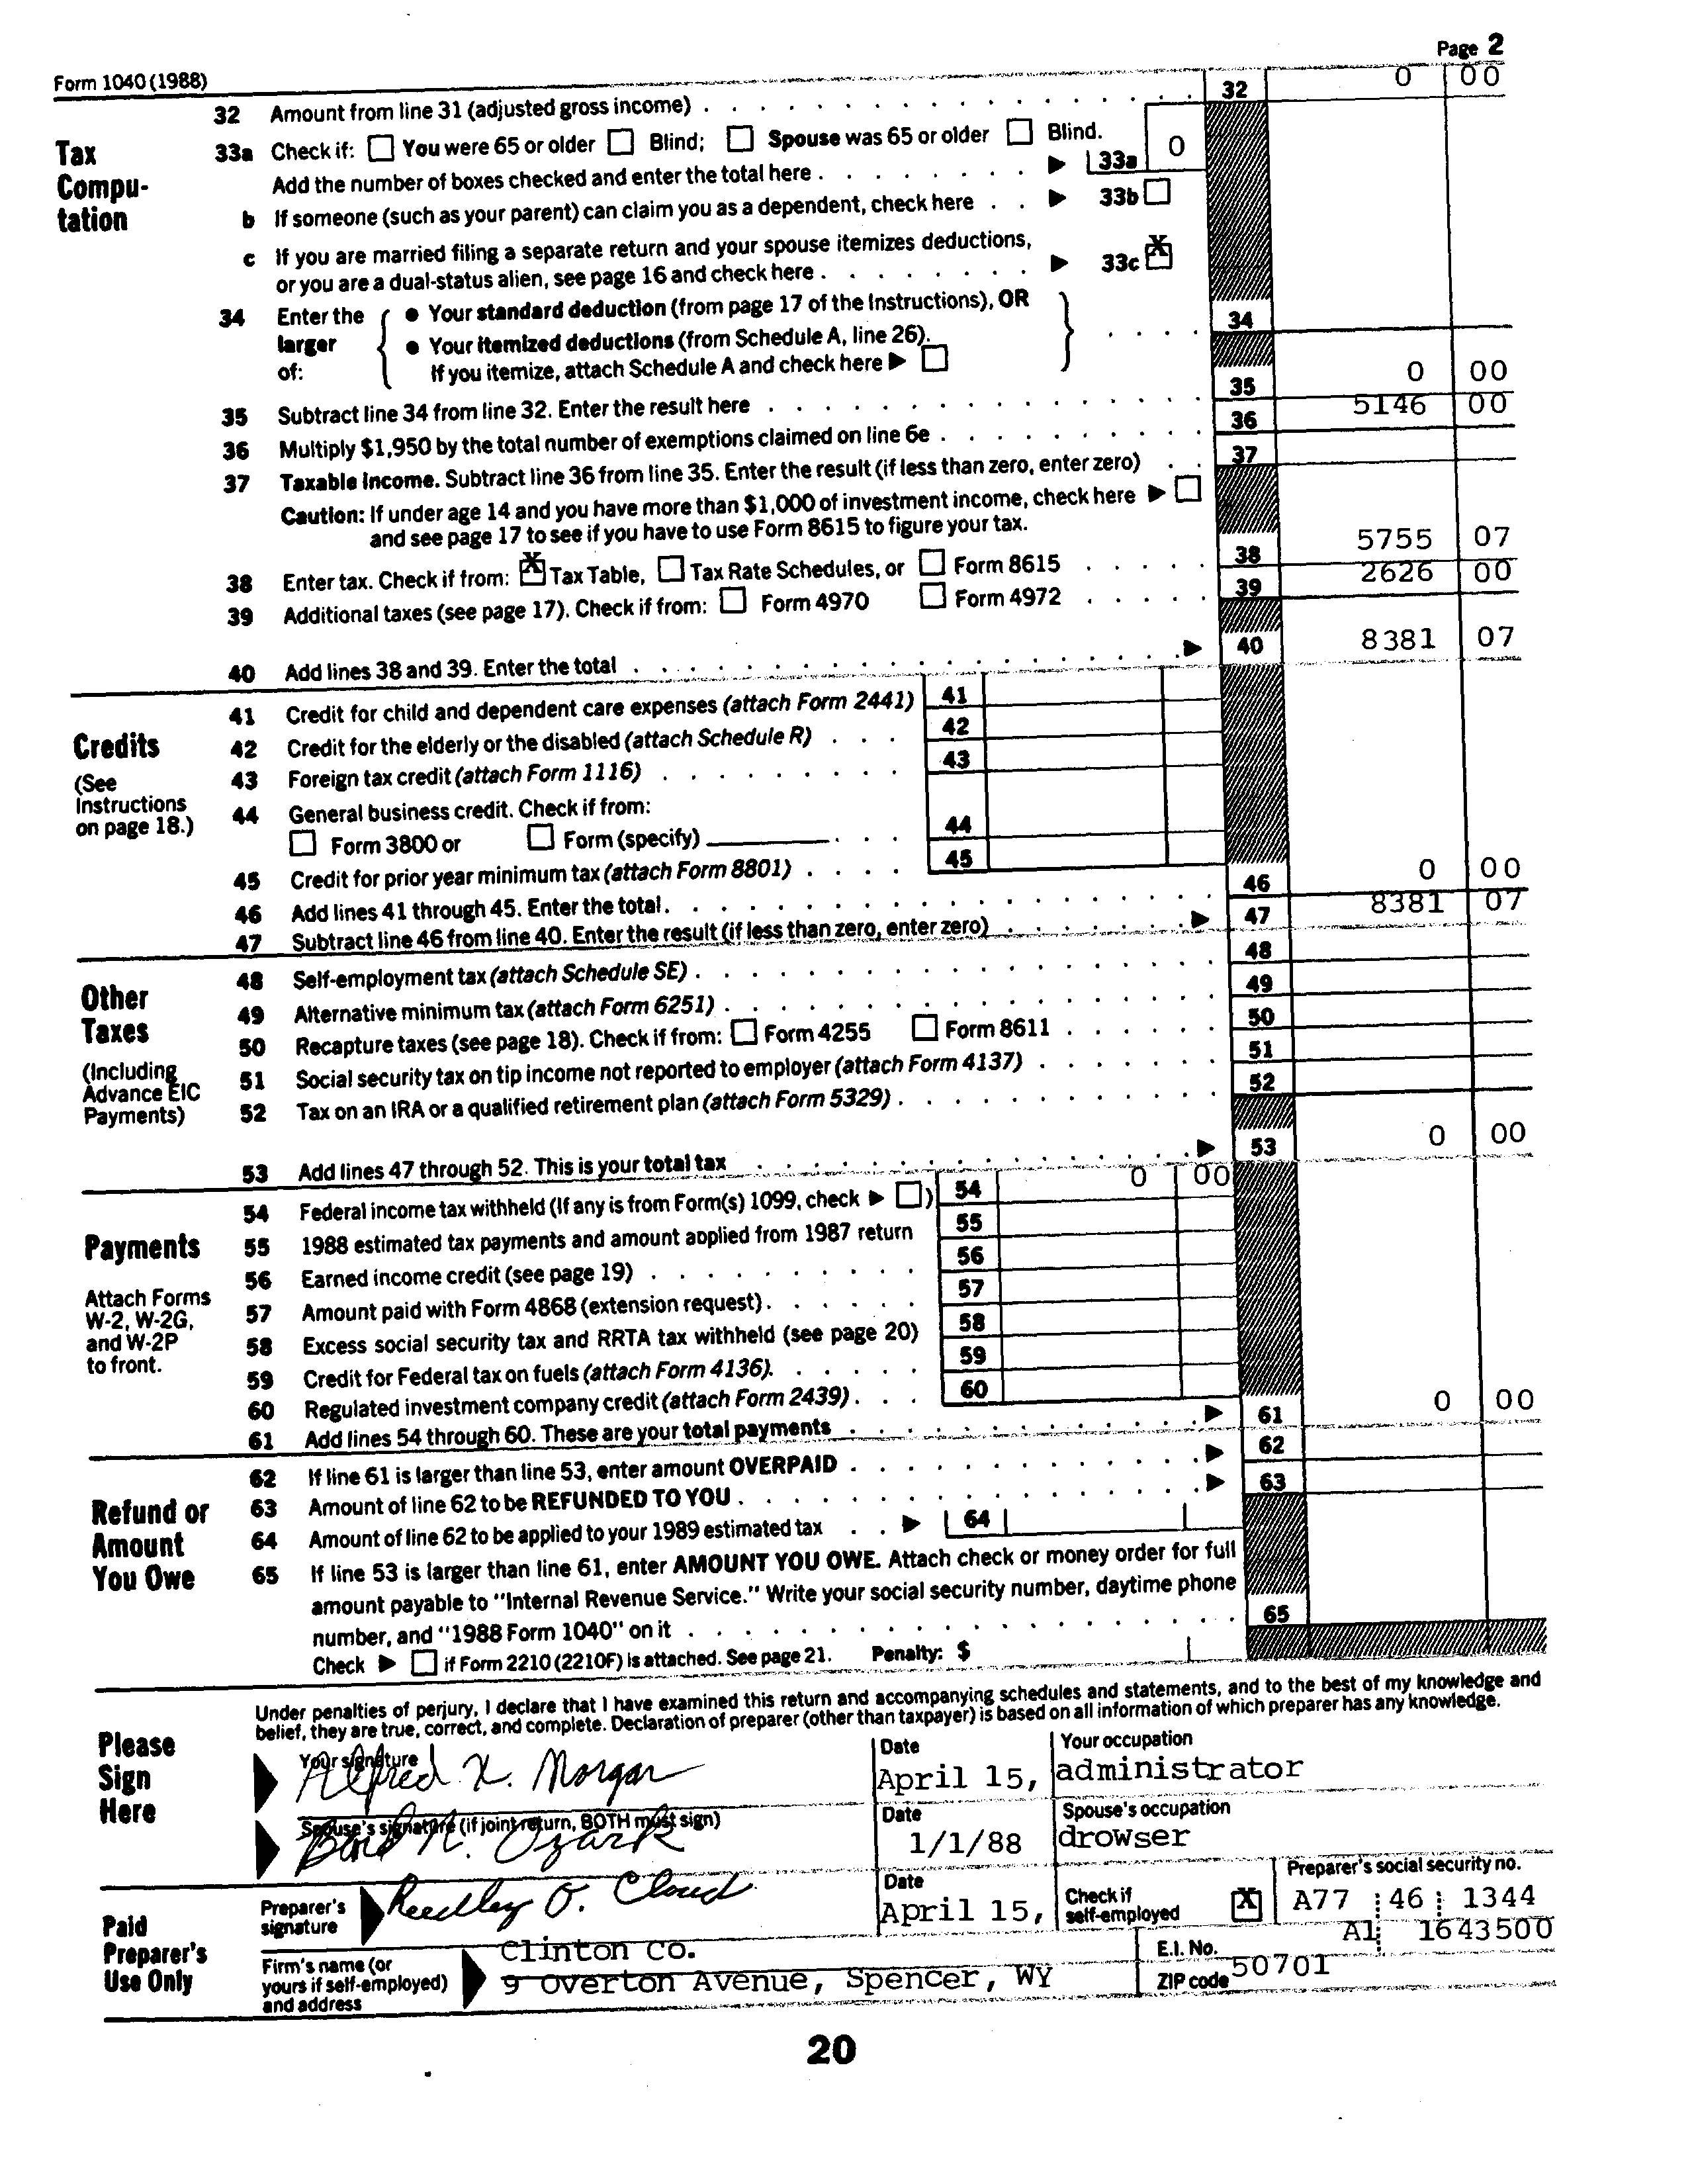 Page 2
Form 1040 (1988)
32 Amount from line 31 (adjusted gross income) 32 0 00
Tax Compu-tation
33a Check if: You were 65 or older Blind; Spouse was 65 or older Blind.
Add the number of boxes checked and enter the total here 33a 0
b If someone (such as your parent) can claim you as a dependent, check here 33b
c If you are married filing a separate return and your spouse itemizes deductions,
or you are a dual-status alien, see page 16 and check here 33c X
34 Enter the larger of:
● Your standard deduction (from page 17 of the Instructions), OR
● Your itemized deductions (from Schedule A, line 26).
If you itemize, attach Schedule A and check here 34
35 Subtract line 34 from line 32. Enter the result here 35 0 00
36 Multiply $1,950 by the total number of exemptions claimed on line 6e 36 5146 00
37 Taxable income. Subtract line 36 from line 35. Enter the result (if less than zero, enter zero) 37
Caution: If under age 14 and you have more than $1,000 of investment income, check here
and see page 17 to see if you have to use Form 8615 to figure your tax.
38 Enter tax. Check if from: X Tax Table, Tax Rate Schedules, or Form 8615 38 5755 07
39 Additional taxes (see page 17). Check if from: Form 4970 Form 4972 39 2626 00
40 Add lines 38 and 39. Enter the total 40 8381 07
Credits
(See Instructions on page 18.)
41 Credit for child and dependent care expenses (attach Form 2441) 41
42 Credit for the elderly or the disabled (attach Schedule R) 42
43 Foreign tax credit (attach Form 1116) 43
44 General business credit. Check if from:
Form 3800 or Form (specify) 44
45 Credit for prior year minimum tax (attach Form 8801) 45
46 Add lines 41 through 45. Enter the total 46 0 00
47 Subtract line 46 from line 40. Enter the result (if less than zero, enter zero) 47 8381 07
Other Taxes
(Including Advance EIC Payments)
48 Self-employment tax (attach Schedule SE) 48
49 Alternative minimum tax (attach Form 6251) 49
50 Recapture taxes (see page 18). Check if from: Form 4255 Form 8611 50
51 Social security tax on tip income not reported to employer (attach Form 4137) 51
52 Tax on an IRA or a qualified retirement plan (attach Form 5329) 52
53 Add lines 47 through 52. This is your total tax 53 0 00
Payments
Attach Forms W-2, W-2G, and W-2P to front.
54 Federal income tax withheld (If any is from Form(s) 1099, check ) 54 0 00
55 1988 estimated tax payments and amount applied from 1987 return 55
56 Earned income credit (see page 19) 56
57 Amount paid with Form 4868 (extension request) 57
58 Excess social security tax and RRTA tax withheld (see page 20) 58
59 Credit for Federal tax on fuels (attach Form 4136) 59
60 Regulated investment company credit (attach Form 2439) 60
61 Add lines 54 through 60. These are your total payments 61 0 00
Refund or Amount You Owe
62 If line 61 is larger than line 53, enter amount OVERPAID 62
63 Amount of line 62 to be REFUNDED TO YOU 63
64 Amount of line 62 to be applied to your 1989 estimated tax 64
65 If line 53 is larger than line 61, enter AMOUNT YOU OWE. Attach check or money order for full
amount payable to "Internal Revenue Service." Write your social security number, daytime phone
number, and "1988 Form 1040" on it 65
Check if Form 2210 (2210F) is attached. See page 21. Penalty: $
Please Sign Here
Under penalties of perjury, I declare that I have examined this return and accompanying schedules and statements, and to the best of my knowledge and
belief, they are true, correct, and complete. Declaration of preparer (other than taxpayer) is based on all information of which preparer has any knowledge.
Your signature Date Your occupation
Alfred X. Morgan April 15, administrator
Spouse's signature (if joint return, BOTH must sign) Date Spouse's occupation
N. Ozark 1/1/88 drowser
Paid Preparer's Use Only
Preparer's signature O. Cloud Date April 15, Check if self-employed X Preparer's social security no. A77 46 1344
Firm's name (or yours if self-employed) and address
Clinton Co. E.I. No. A1 1643500
9 Overton Avenue, Spencer, WY ZIP code 50701
20